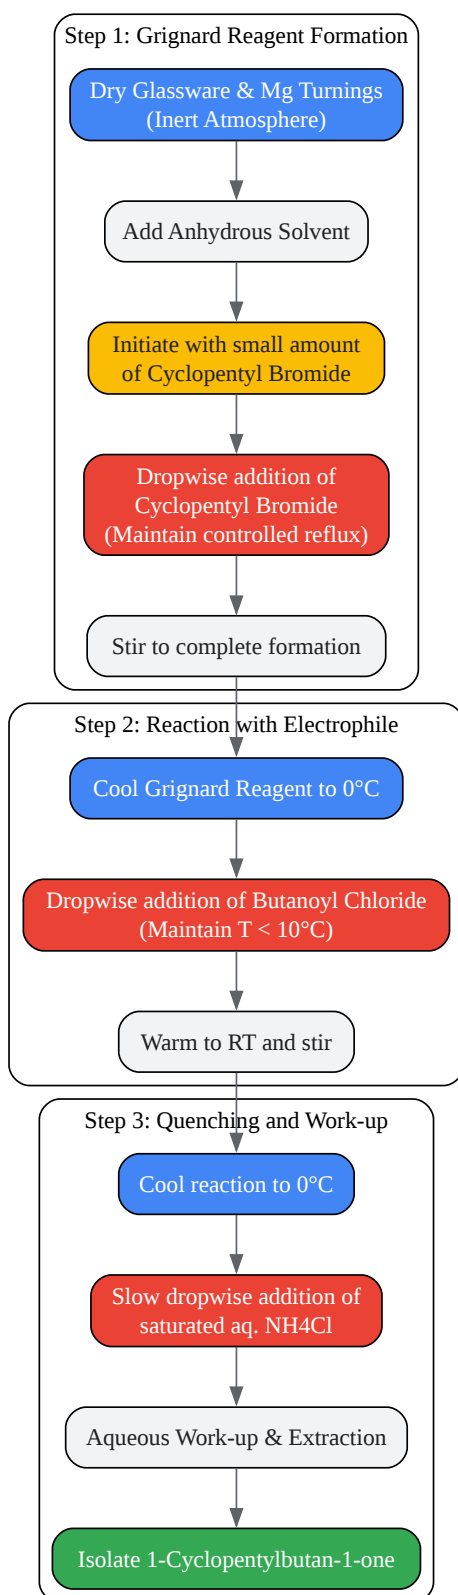 Step 1: Grignard Reagent Formation
Dry Glassware & Mg Turnings
(Inert Atmosphere)
Add Anhydrous Solvent
Initiate with small amount
of Cyclopentyl Bromide
Dropwise addition of
Cyclopentyl Bromide
(Maintain controlled reflux)
Stir to complete formation
Step 2: Reaction with Electrophile
Cool Grignard Reagent to 0°C
Dropwise addition of Butanoyl Chloride
(Maintain T < 10°C)
Warm to RT and stir
Step 3: Quenching and Work-up
Cool reaction to 0°C
Slow dropwise addition of
saturated aq. NH4Cl
Aqueous Work-up & Extraction
Isolate 1-Cyclopentylbutan-1-one